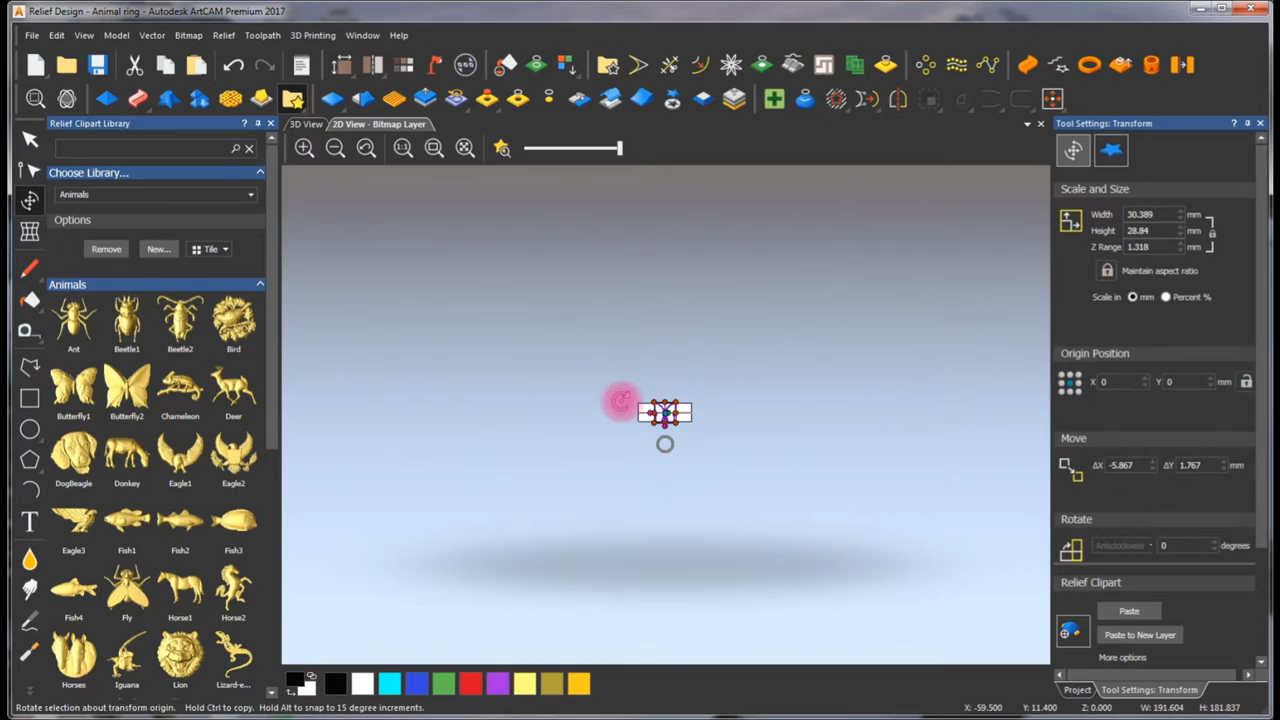 Relief Design - Animal ring - Autodesk ArtCAM Premium 2017
File Edit View Model Vector Bitmap Relief Toolpath 3D Printing Window Help
Relief Clipart Library ?
3D View 2D View - Bitmap Layer
Tool Settings: Transform ?
1:1
Choose Library...
Animals
Options
Remove New... Tile
Animals
Ant Beetle1 Beetle2 Bird
Butterfly1 Butterfly2 Chameleon Deer
DogBeagle Donkey Eagle1 Eagle2
Eagle3 Fish1 Fish2 Fish3
Fish4 Fly Horse1 Horse2
Horses Iguana Lion Lizard-e...
Scale and Size
Width 30.389 mm
Height 28.84 mm
Z Range 1.318 mm
Maintain aspect ratio
Scale in mm Percent %
Origin Position
X 0 Y 0 mm
Move
ΔX -5.867 ΔY 1.767 mm
Rotate
Anticlockwise 0 degrees
Relief Clipart
Paste
Paste to New Layer
More options
Project Tool Settings: Transform
Rotate selection about transform origin. Hold Ctrl to copy. Hold Alt to snap to 15 degree increments.
X: -59.500 Y: 11.400 Z: 0.000 W: 191.604 H: 181.837